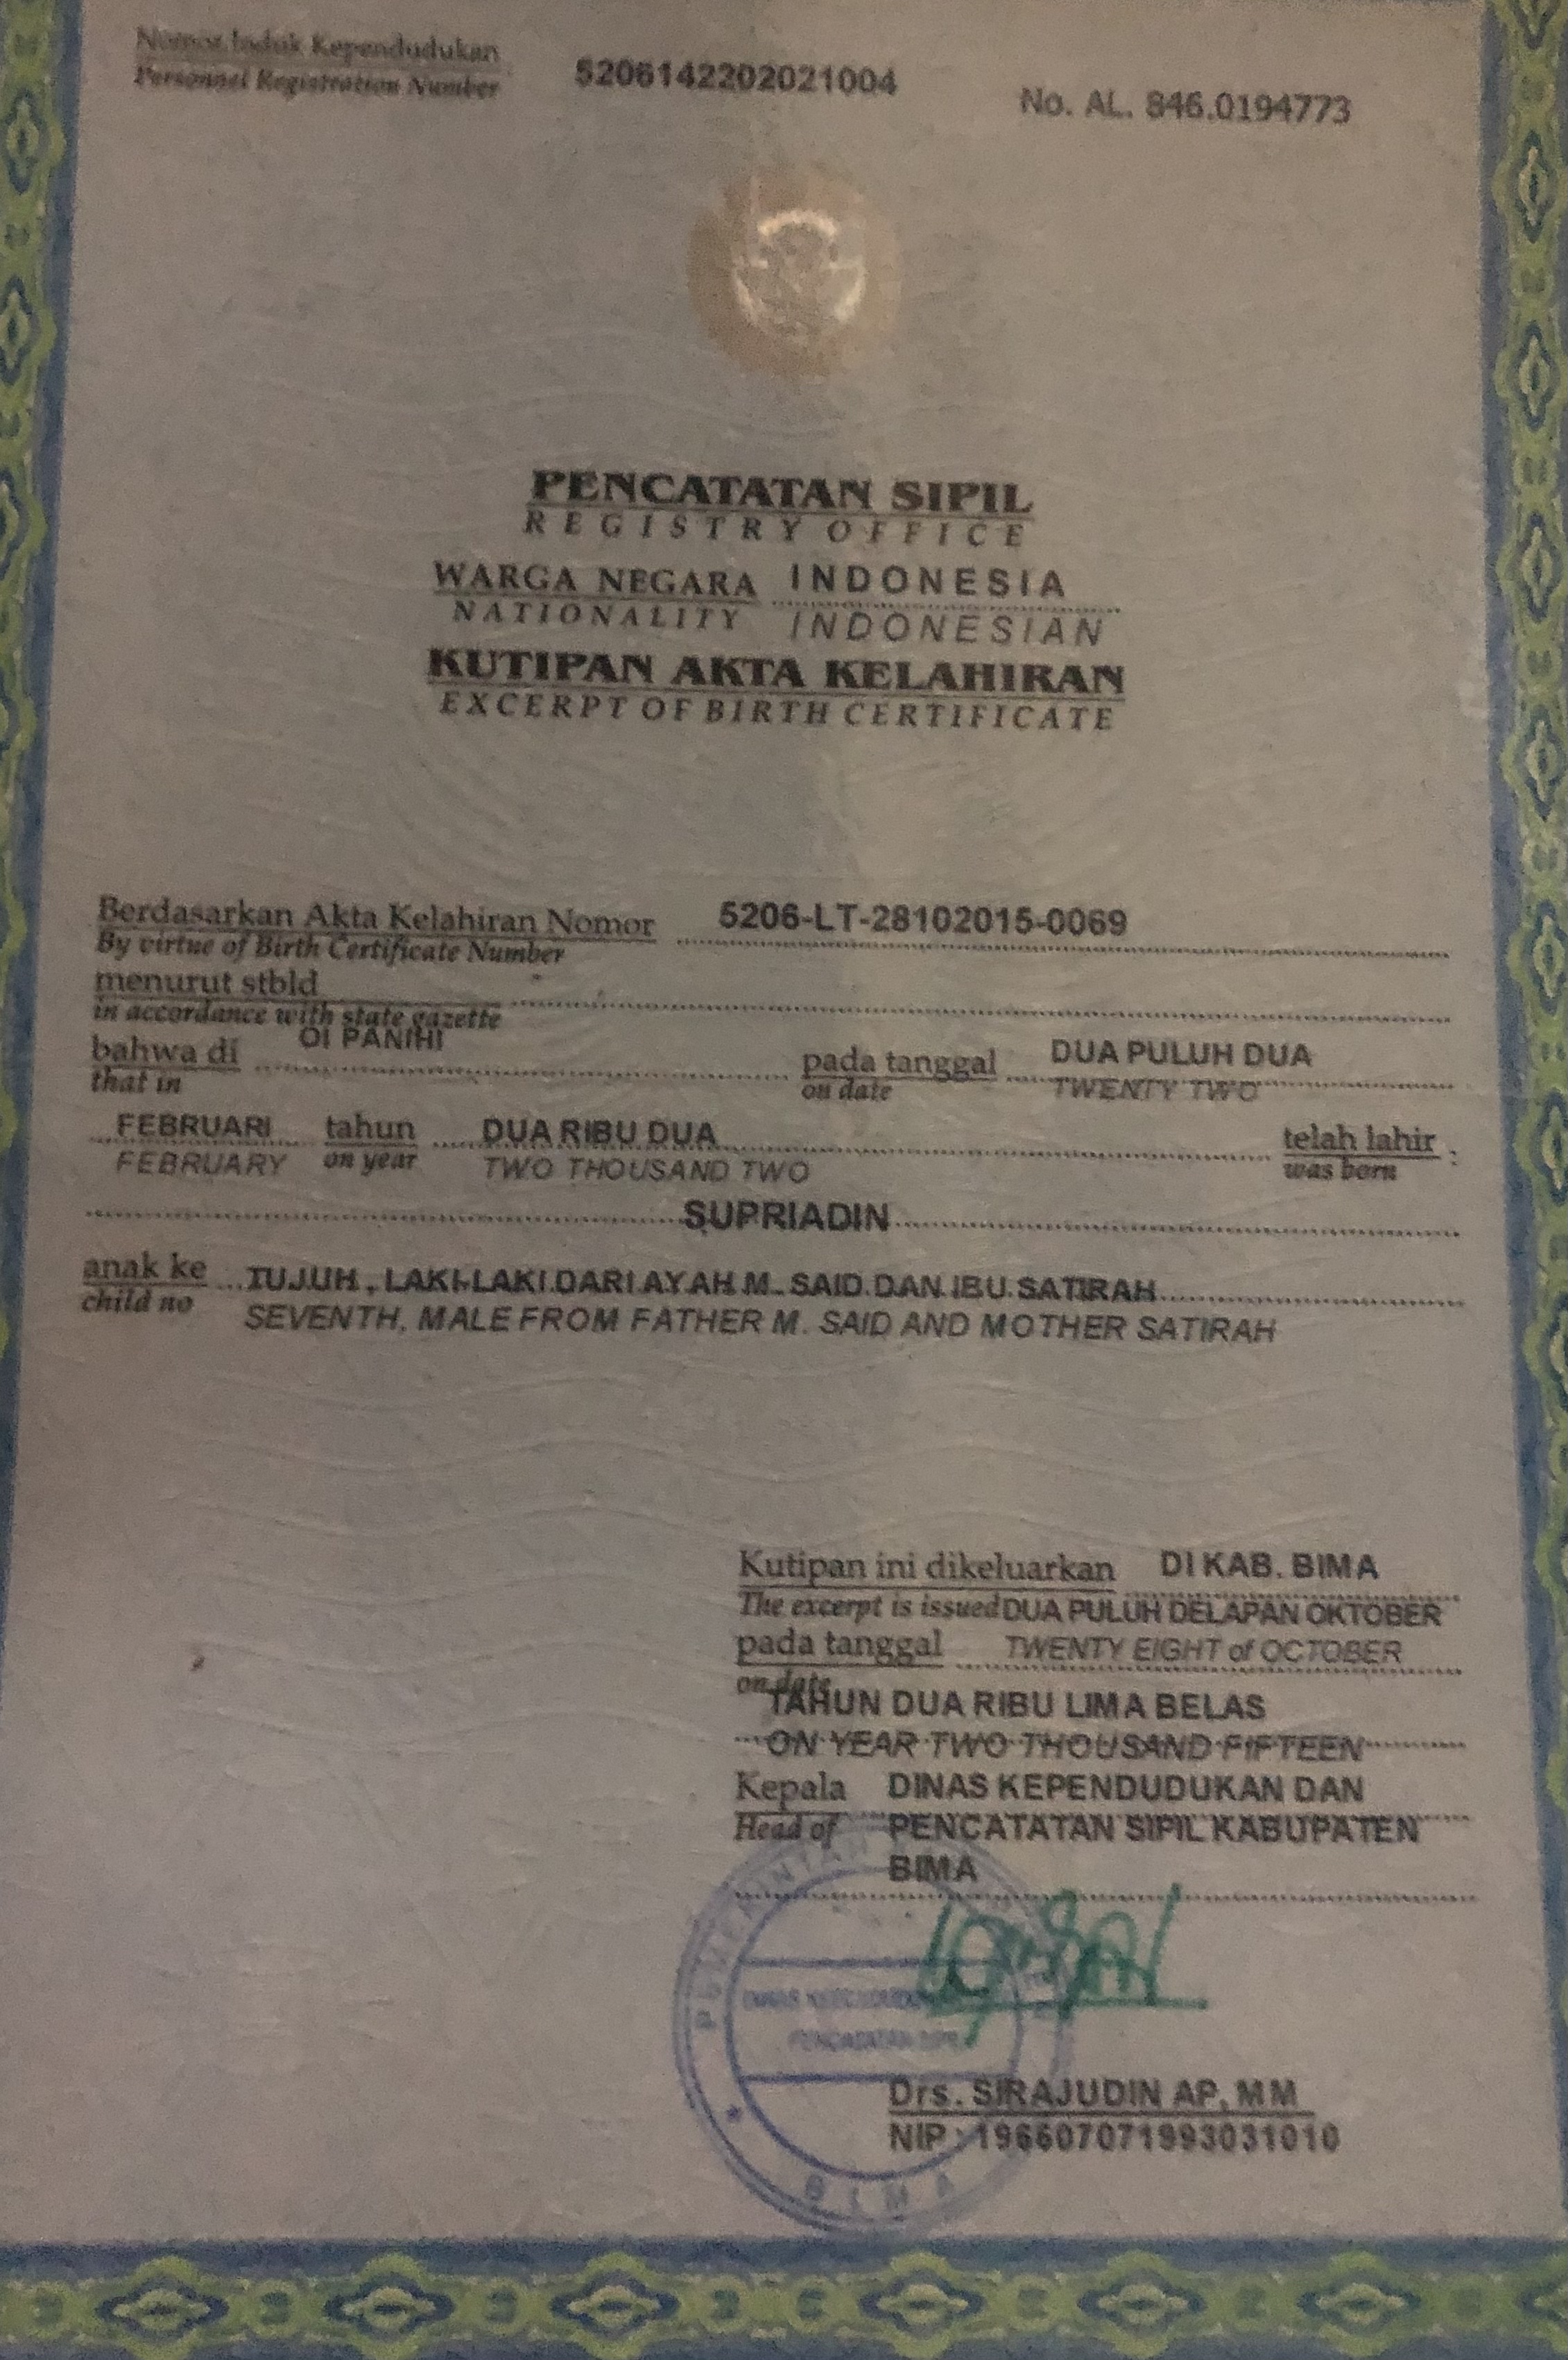 Nomor Induk Kependudukan
Personnel Registration Number
5206142202021004
No. AL. 846.0194773
PENCATATAN SIPIL
REGISTRY OFFICE
WARGA NEGARA INDONESIA
NATIONALITY INDONESIAN
KUTIPAN AKTA KELAHIRAN
EXCERPT OF BIRTH CERTIFICATE
Berdasarkan Akta Kelahiran Nomor 5206-LT-28102015-0069
By virtue of Birth Certificate Number
menurut stbld
in accordance with state gazette
bahwa di OI PANIHI pada tanggal DUA PULUH DUA
that in on date TWENTY TWO
FEBRUARI tahun DUA RIBU DUA telah lahir :
FEBRUARY on year TWO THOUSAND TWO was born
SUPRIADIN
anak ke TUJUH, LAKI-LAKI DARI AYAH M. SAID DAN IBU SATIRAH
child no SEVENTH, MALE FROM FATHER M. SAID AND MOTHER SATIRAH
Kutipan ini dikeluarkan DI KAB. BIMA
The excerpt is issued DUA PULUH DELAPAN OKTOBER
pada tanggal TWENTY EIGHT of OCTOBER
on date
TAHUN DUA RIBU LIMA BELAS
ON YEAR TWO THOUSAND FIFTEEN
Kepala DINAS KEPENDUDUKAN DAN
Head of PENCATATAN SIPIL KABUPATEN
BIMA
PENCATATAN SIPIL
Drs. SIRAJUDIN AP, MM
NIP : 196607071993031010
BIMA